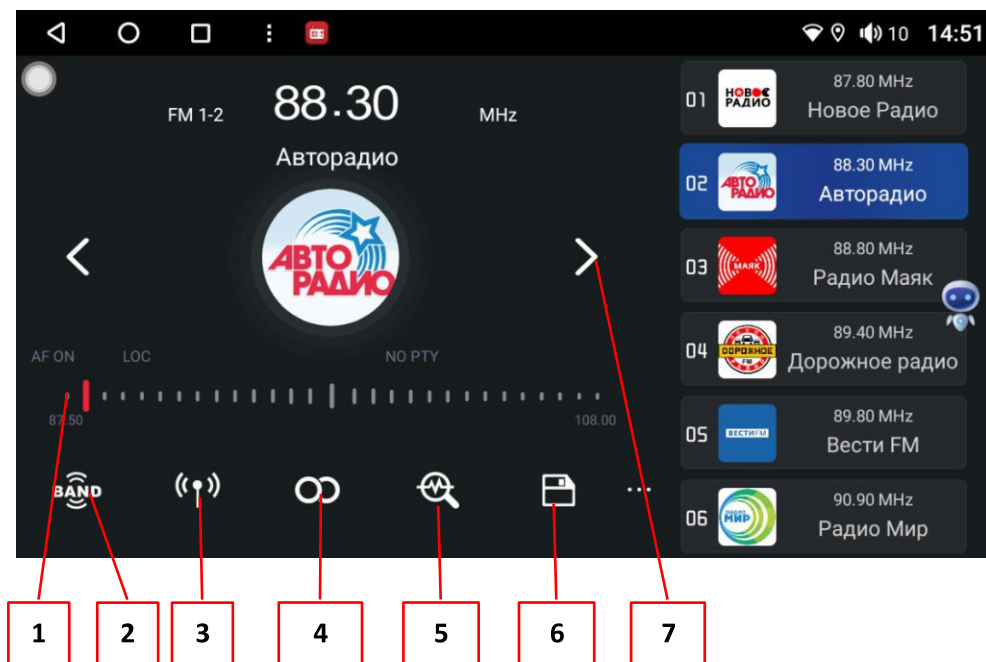 10 14:51
FM 1-2 88.30 MHz
Авторадио
АВТО
РАДИО
AF ON LOC NO PTY
87.50 108.00
BAND
01 НОВОЕ РАДИО 87.80 MHz
Новое Радио
02 АВТО РАДИО 88.30 MHz
Авторадио
03 МАЯК 88.80 MHz
Радио Маяк
04 ДОРОЖНОЕ FM 89.40 MHz
Дорожное радио
05 ВЕСТИ FM 89.80 MHz
Вести FM
06 РАДИО МИР 90.90 MHz
Радио Мир
1 2 3 4 5 6 7